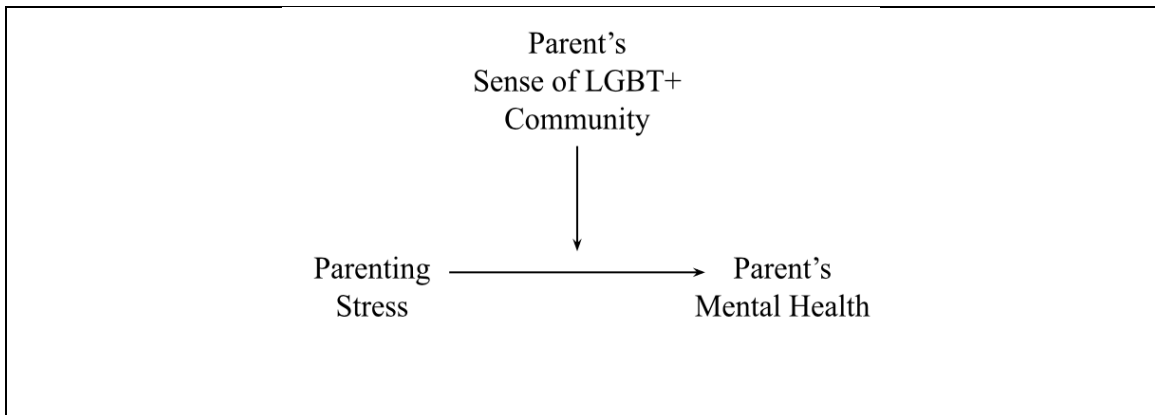 Parent’s
Sense of LGBT+
Community
Parenting
Stress
Parent’s
Mental Health